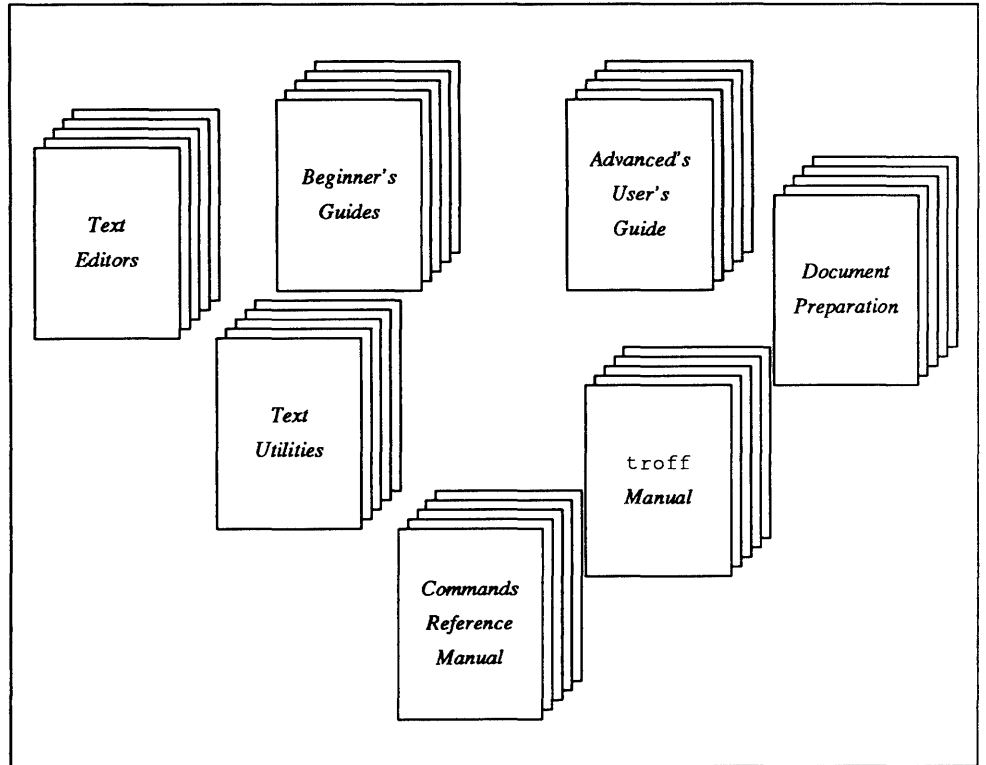 Beginner's
Guides
Advanced's
User's
Guide
Text
Editors
Document
Preparation
Text
Utilities
troff
Manual
Commands
Reference
Manual